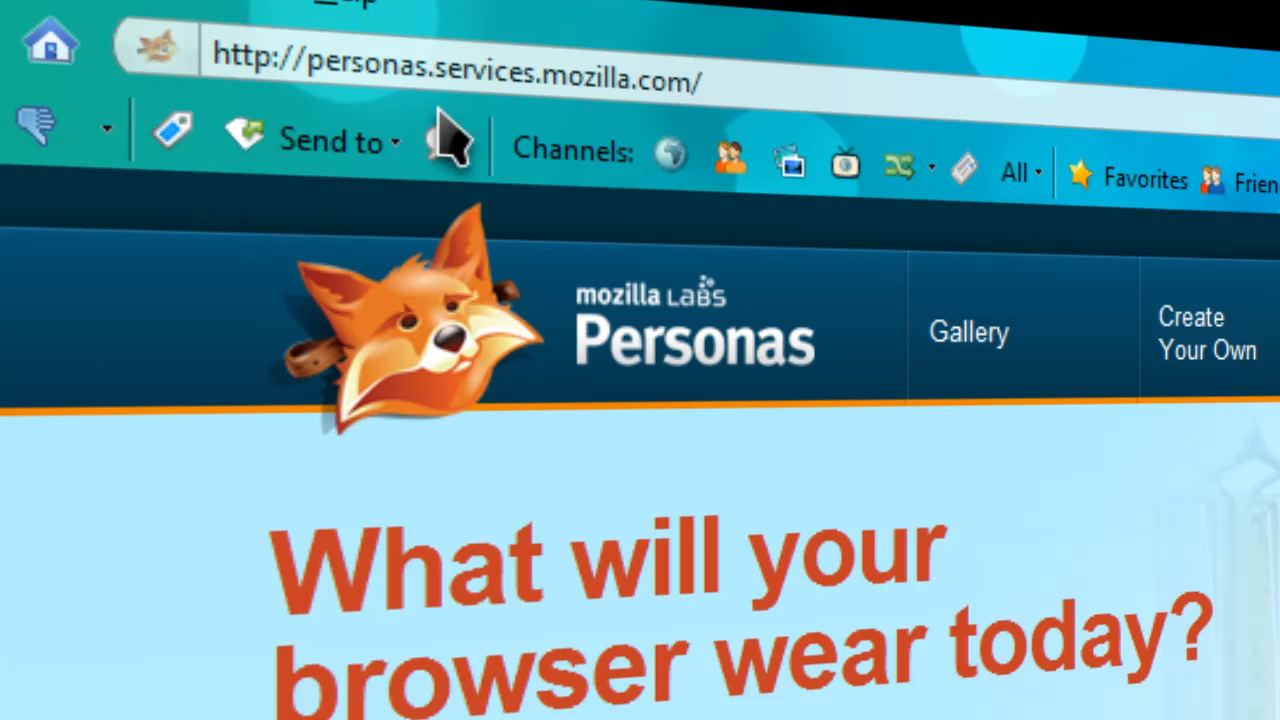 http://personas.services.mozilla.com/
Send to
Channels:
All
Favorites
mozilla LABS
Personas
Gallery
Create
Your Own
What will your
browser wear today?